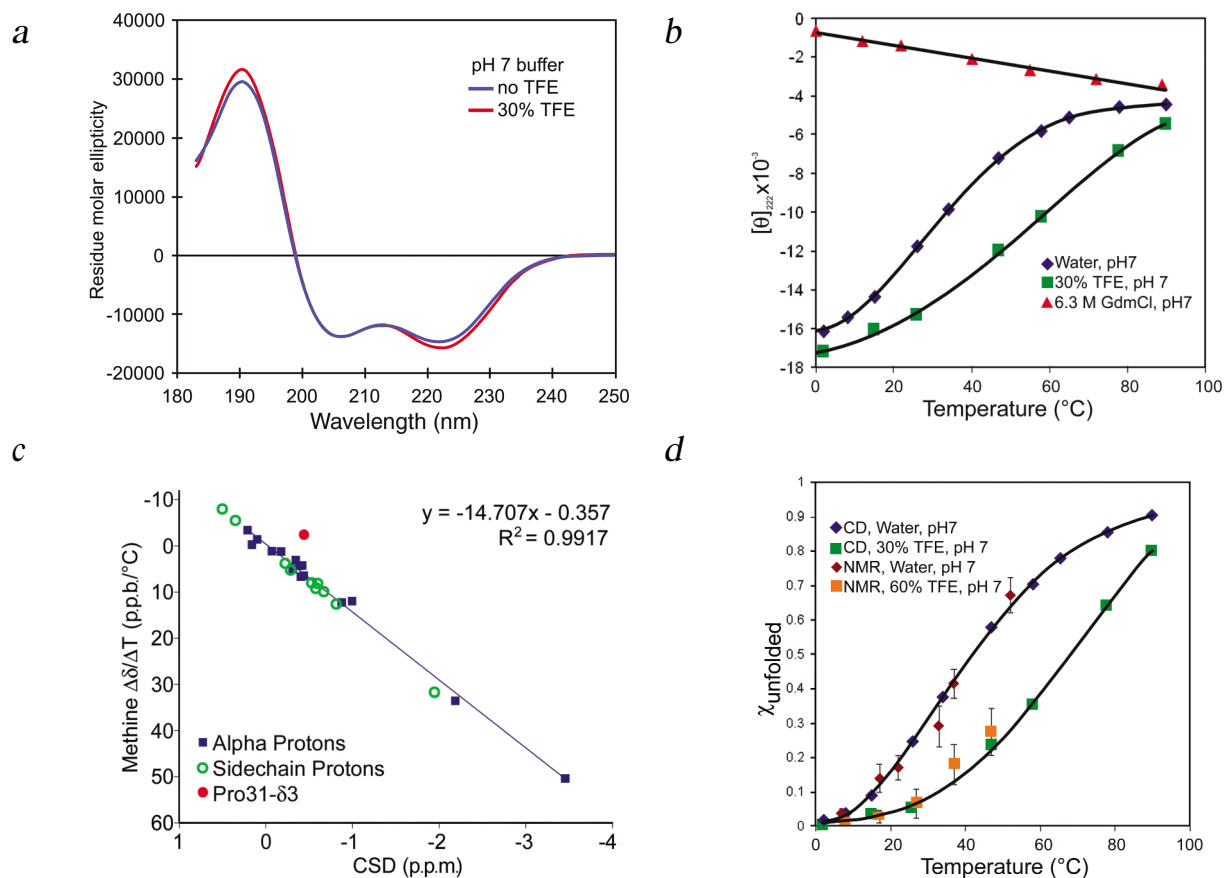 a
40000
30000
20000
10000
0
-10000
-20000
180 190 200 210 220 230 240 250
Residue molar ellipticity
Wavelength (nm)
pH 7 buffer
no TFE
30% TFE
b
0
-2
-4
-6
-8
-10
-12
-14
-16
-18
0 20 40 60 80 100
[θ]222x10-3
Temperature (°C)
Water, pH7
30% TFE, pH 7
6.3 M GdmCl, pH7
c
-10
0
10
20
30
40
50
60
1 0 -1 -2 -3 -4
Methine Δδ/ΔT (p.p.b./°C)
CSD (p.p.m.)
y = -14.707x - 0.357
R2 = 0.9917
Alpha Protons
Sidechain Protons
Pro31-δ3
d
1
0.9
0.8
0.7
0.6
0.5
0.4
0.3
0.2
0.1
0
0 20 40 60 80 100
χunfolded
Temperature (°C)
CD, Water, pH7
CD, 30% TFE, pH 7
NMR, Water, pH 7
NMR, 60% TFE, pH 7